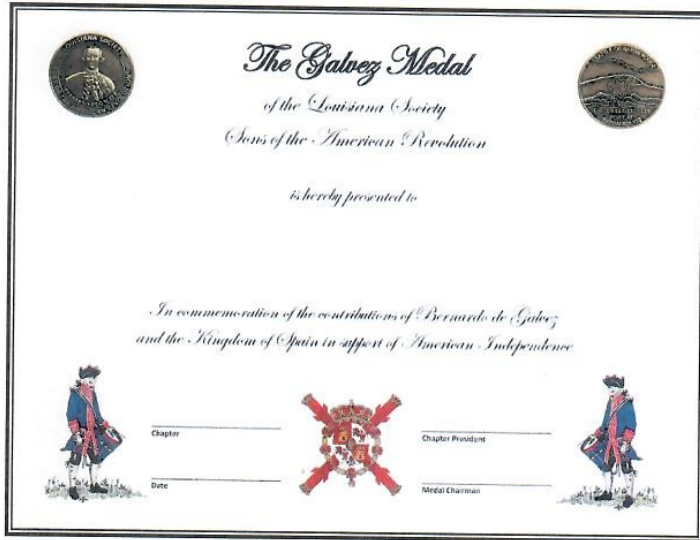 The Galvez Medal
of the Louisiana Society
Sons of the American Revolution
is hereby presented to
In commemoration of the contributions of Bernardo de Galvez
and the Kingdom of Spain in support of American Independence
Chapter
Chapter President
Date
Medal Chairman
LOUISIANA SOCIETY